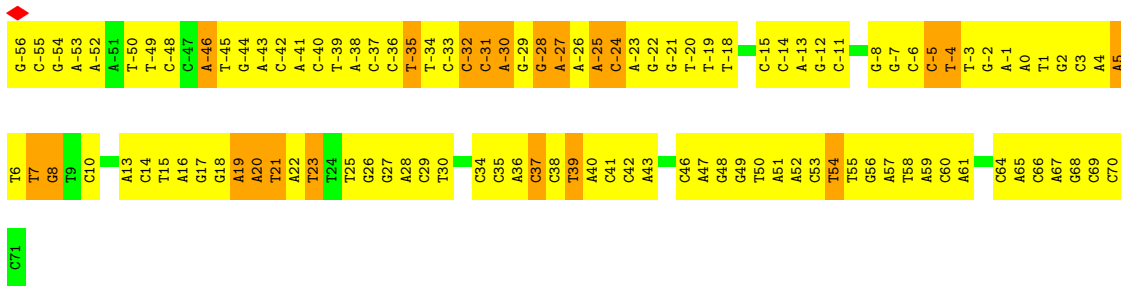 G-56 C-55 G-54 A-53 A-52 A-51 T-50 T-49 C-48 C-47 A-46 T-45 G-44 A-43 C-42 A-41 C-40 T-39 A-38 C-37 C-36 T-35 T-34 C-33 C-32 C-31 A-30 G-29 G-28 A-27 A-26 A-25 C-24 A-23 G-22 G-21 T-20 T-19 T-18 C-15 C-14 A-13 G-12 C-11 G-8 G-7 C-6 C-5 T-4 T-3 G-2 A-1 A0 T1 G2 C3 A4 A5
T6 T7 G8 T9 C10 A13 C14 T15 A16 G17 G18 A19 A20 T21 A22 T23 T24 T25 G26 G27 A28 C29 T30 C34 C35 A36 C37 C38 T39 A40 C41 C42 A43 C46 A47 G48 G49 T50 A51 A52 C53 T54 T55 G56 A57 T58 A59 C60 A61 C64 A65 C66 A67 G68 C69 C70
C71